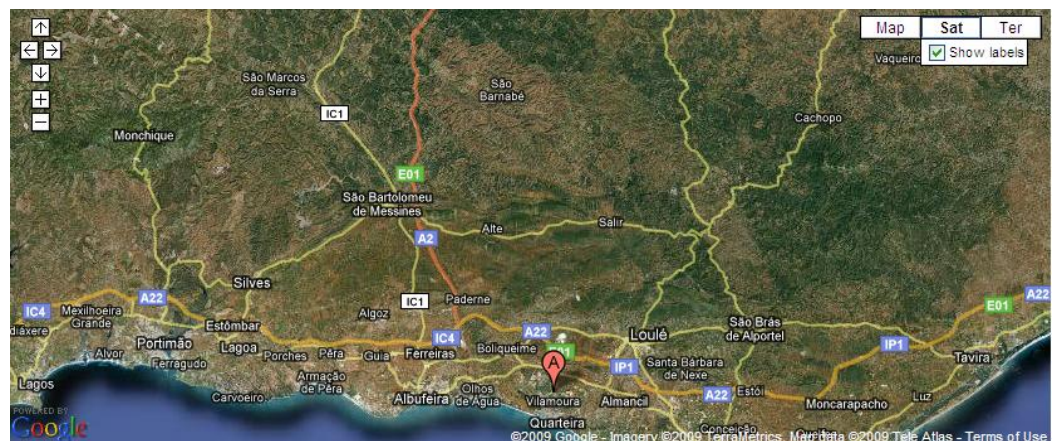 Map Sat Ter
Show labels
Vaqueiro
São Marcos
da Serra
São
Barnabé
IC1
Cachopo
Monchique
E01
São Bartolomeu
de Messines
Alte
Salir
A2
Silves
IC1
Paderne
A22
IC4
Mexilhoeira
Grande
A22
E01
Algoz
diáxere
Estômbar
IC4
A22
Loulé
São Brás
de Alportel
Portimão
Alvor
Lagoa
Porches
Pêra
Guia
Ferreiras
Boliqueime
E01
IP1
IP1
Ferragudo
Santa Bárbara
de Nexe
Tavira
A
Lagos
Carvoeiro
Armação
de Pêra
Albufeira
Olhos
de Água
Vilamoura
Almancil
A22
Estói
Moncarapacho
Luz
Quarteira
Conceição
POWERED BY
Google
©2009 Google - Imagery ©2009 TerraMetrics, Map data ©2009 Tele Atlas - Terms of Use